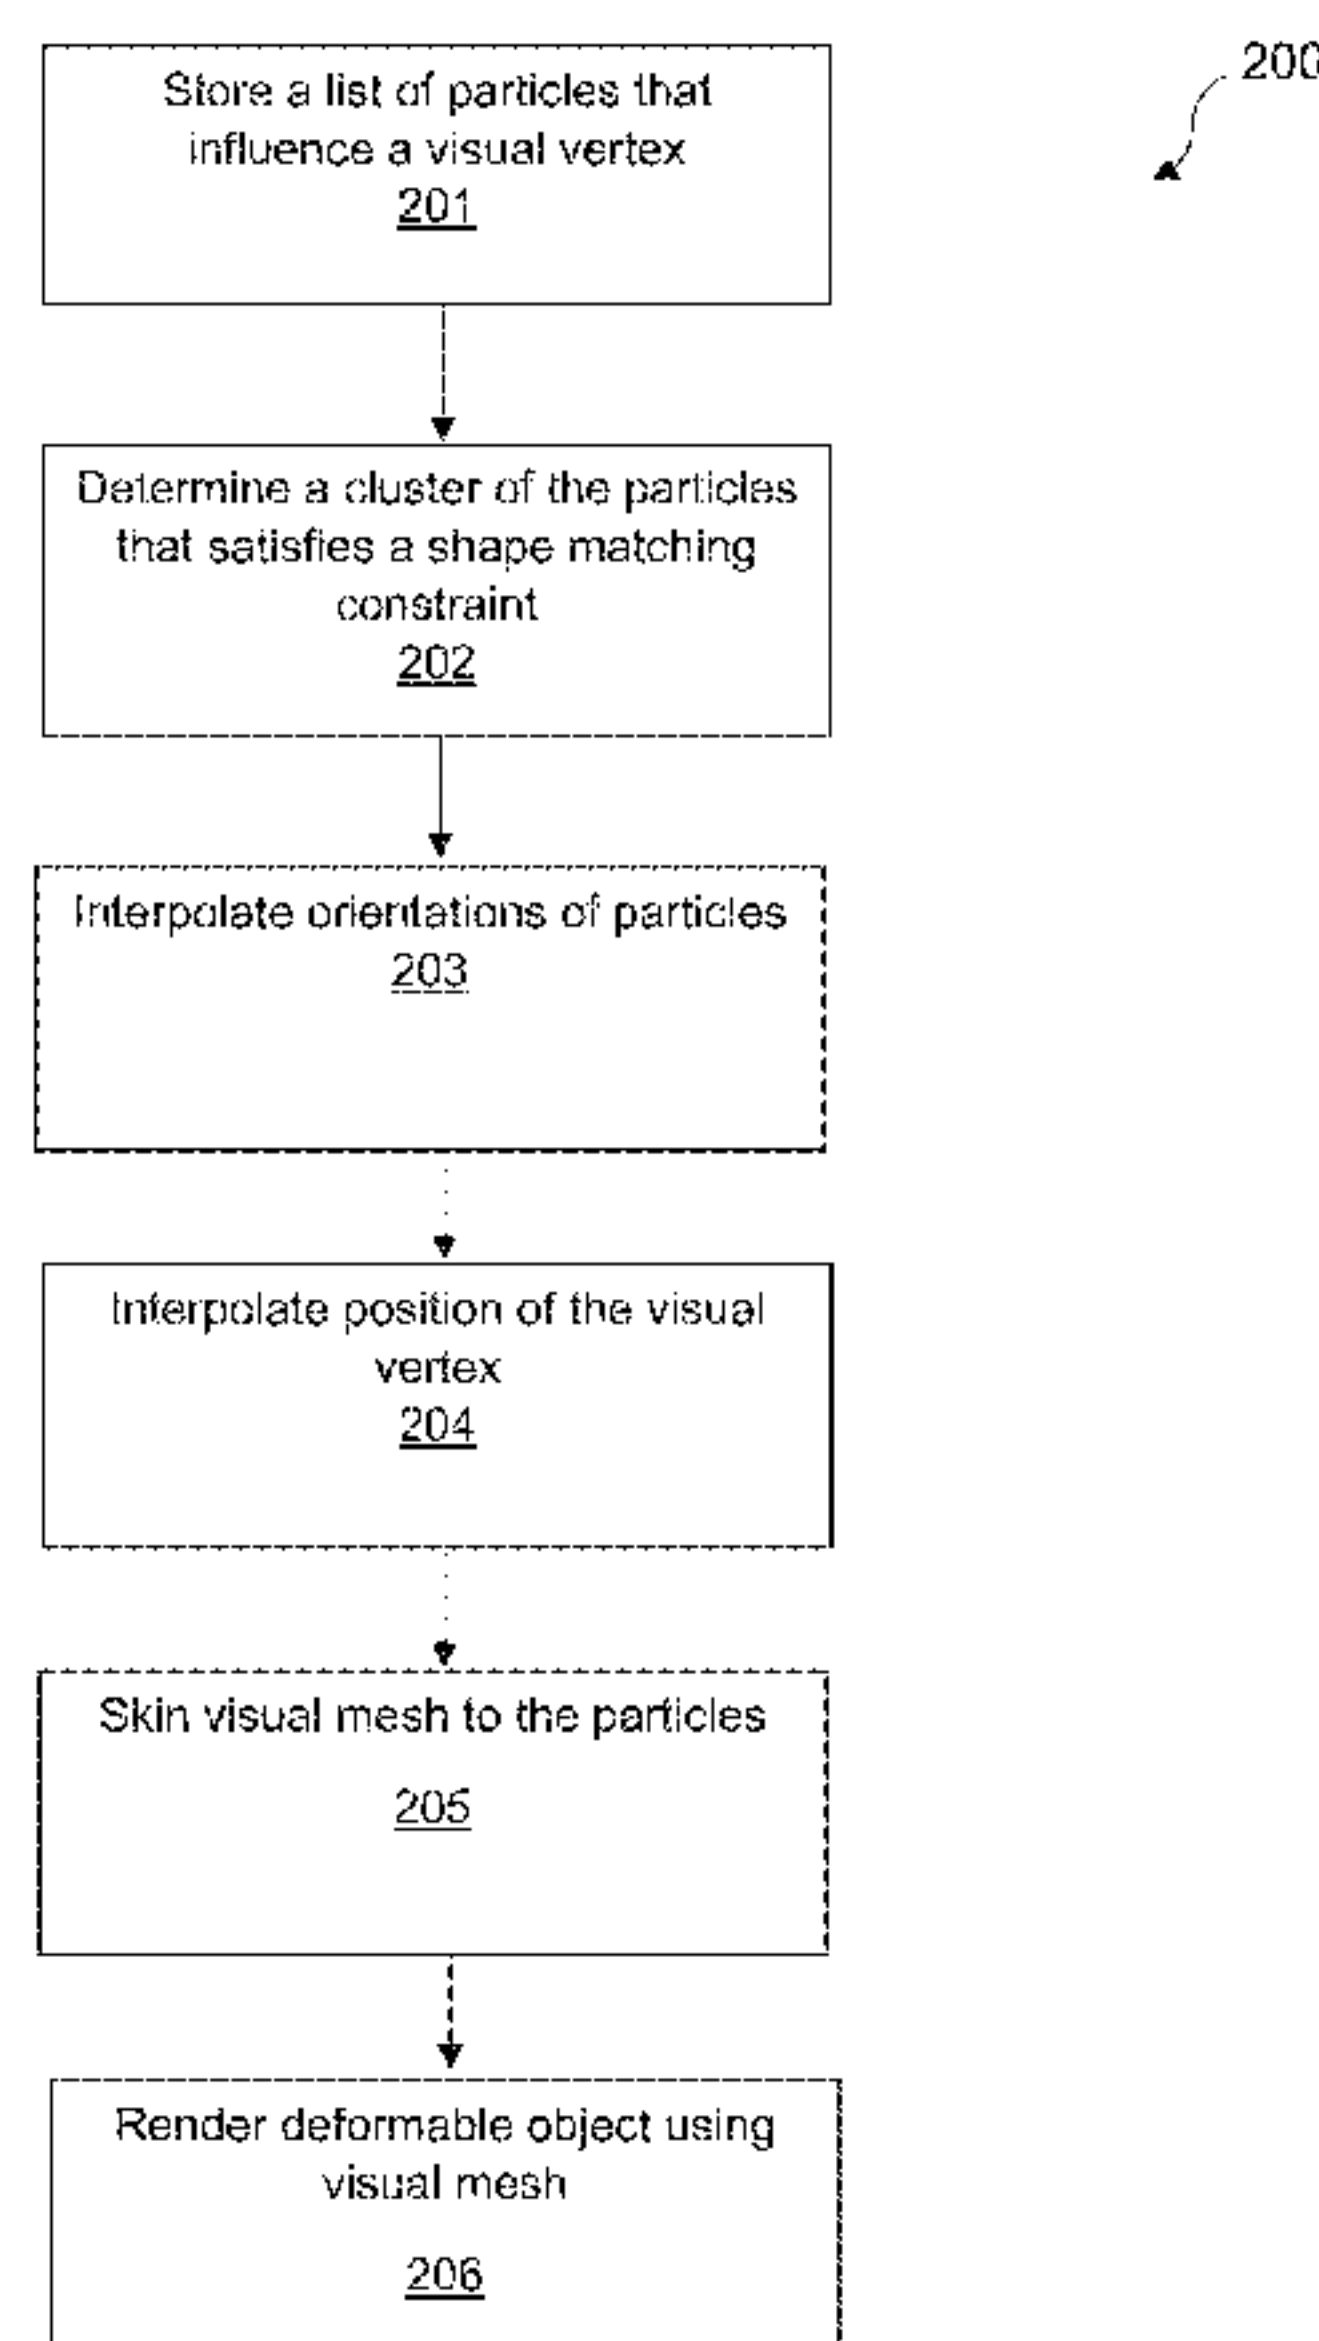 200
Store a list of particles that
influence a visual vertex
201
Determine a cluster of the particles
that satisfies a shape matching
constraint
202
Interpolate orientations of particles
203
Interpolate position of the visual
vertex
204
Skin visual mesh to the particles
205
Render deformable object using
visual mesh
206